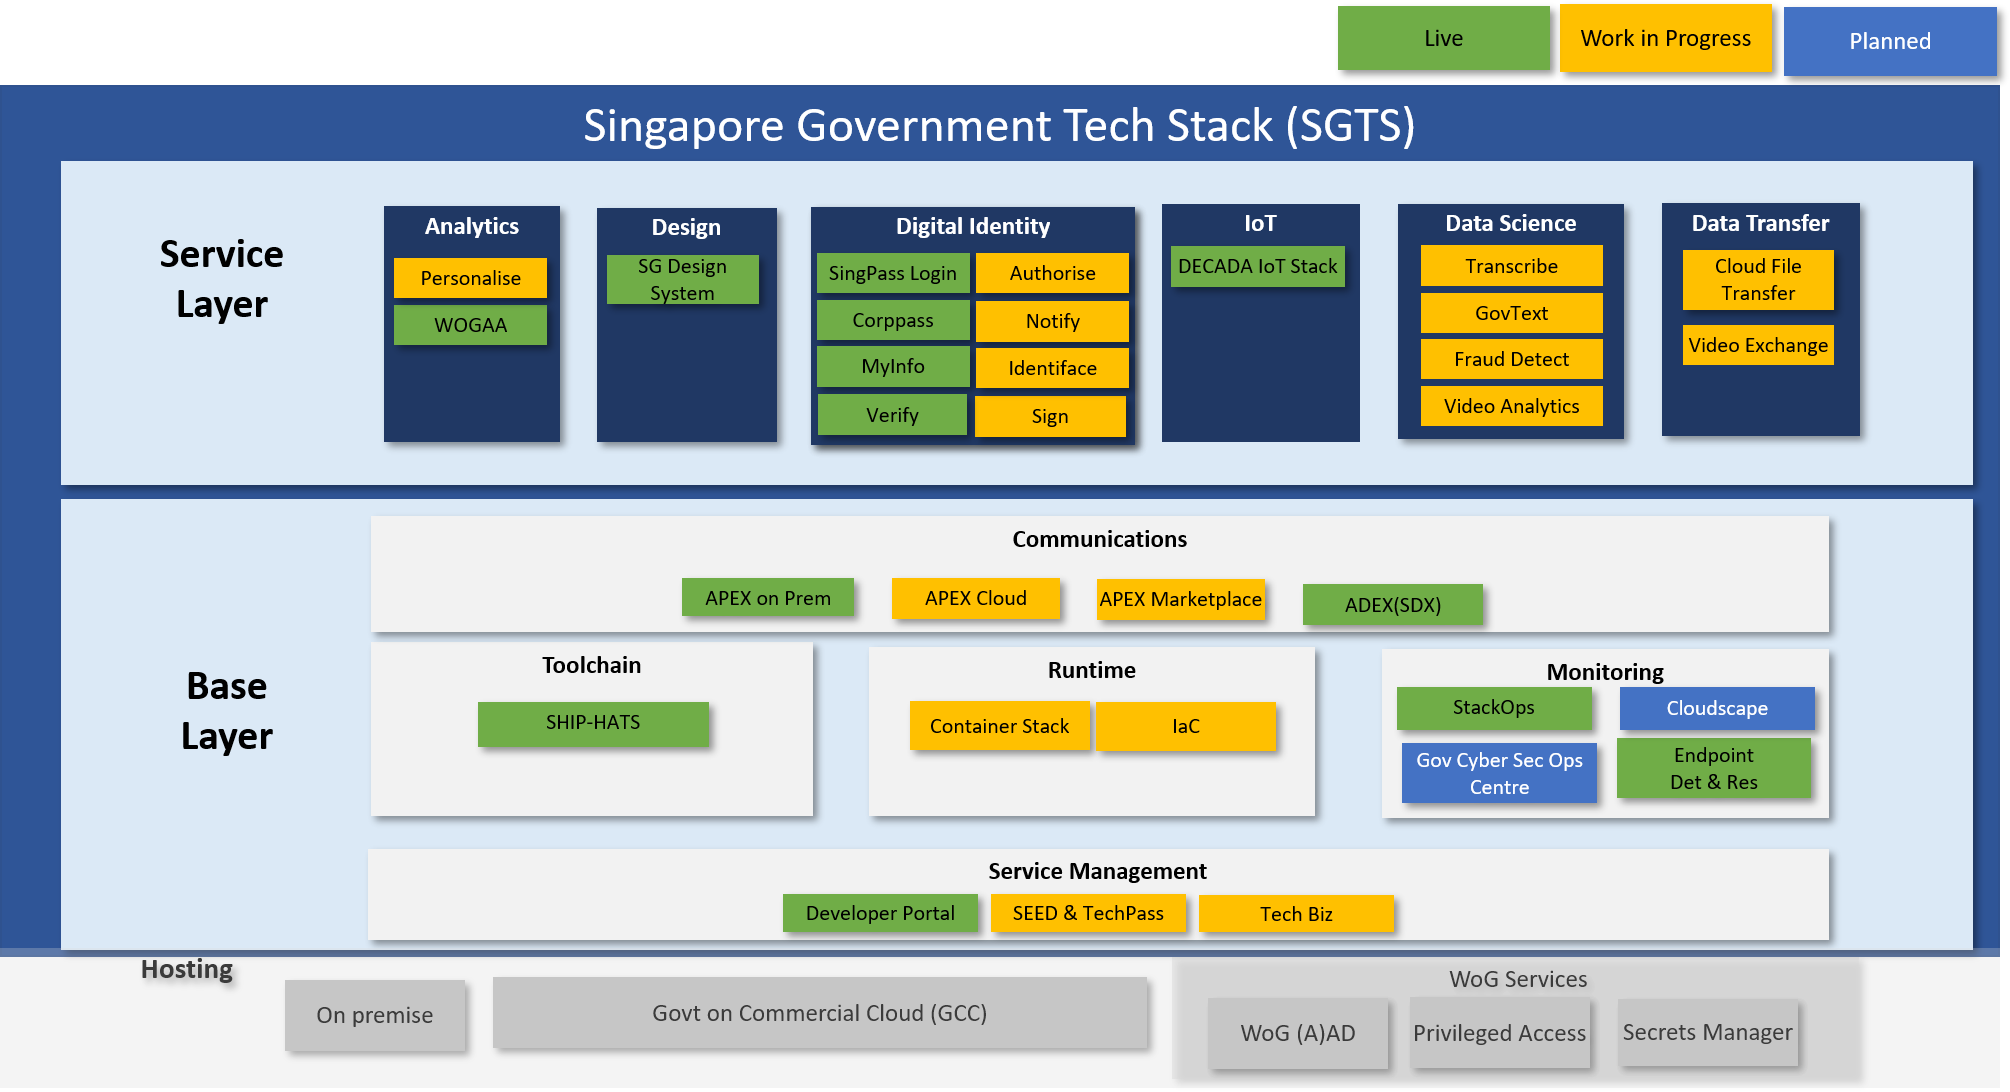 Live
Work in Progress
Planned
Singapore Government Tech Stack (SGTS)
Service
Layer
Analytics
Personalise
WOGAA
Design
SG Design
System
Digital Identity
SingPass Login
Authorise
Corppass
Notify
MyInfo
Identiface
Verify
Sign
IoT
DECADA IoT Stack
Data Science
Transcribe
GovText
Fraud Detect
Video Analytics
Data Transfer
Cloud File
Transfer
Video Exchange
Base
Layer
Communications
APEX on Prem
APEX Cloud
APEX Marketplace
ADEX(SDX)
Toolchain
SHIP-HATS
Runtime
Container Stack
IaC
Monitoring
StackOps
Cloudscape
Gov Cyber Sec Ops
Centre
Endpoint
Det & Res
Service Management
Developer Portal
SEED & TechPass
Tech Biz
Hosting
On premise
Govt on Commercial Cloud (GCC)
WoG Services
WoG (A)AD
Privileged Access
Secrets Manager